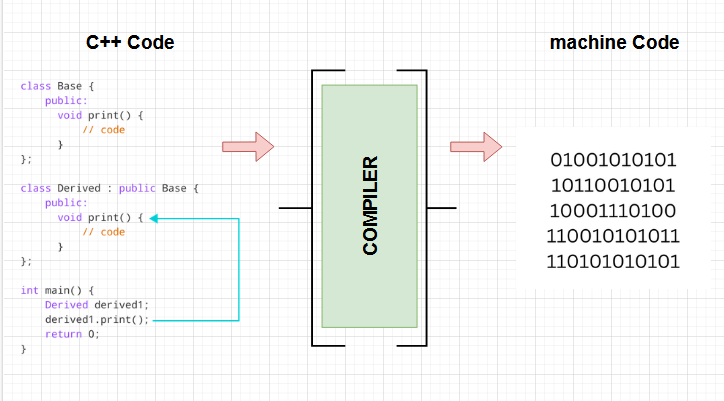 C++ Code
class Base {
public:
void print() {
// code
}
};
class Derived : public Base {
public:
void print() {
// code
}
};
int main() {
Derived derived1;
derived1.print();
return 0;
}
COMPILER
machine Code
01001010101
10110010101
10001110100
110010101011
110101010101